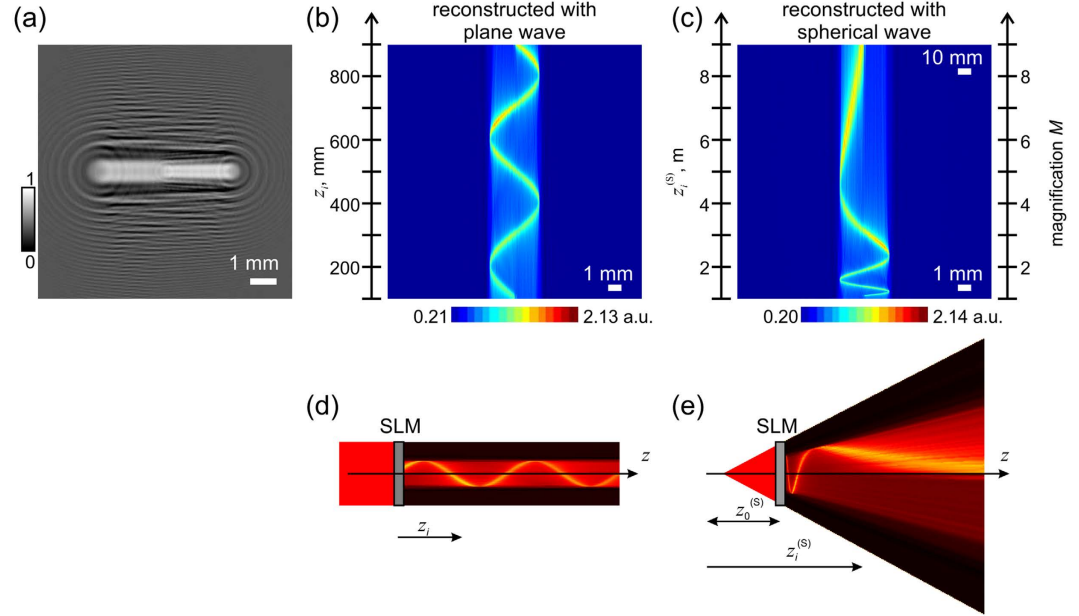 (a)
1
0
1 mm
(b)
reconstructed with
plane wave
z_i, mm
800
600
400
200
1 mm
0.21
2.13 a.u.
(c)
reconstructed with
spherical wave
z_i^(S), m
8
6
4
2
10 mm
1 mm
8
6
4
2
magnification M
0.20
2.14 a.u.
(d)
SLM
z
z_i
(e)
SLM
z
z_0^(S)
z_i^(S)